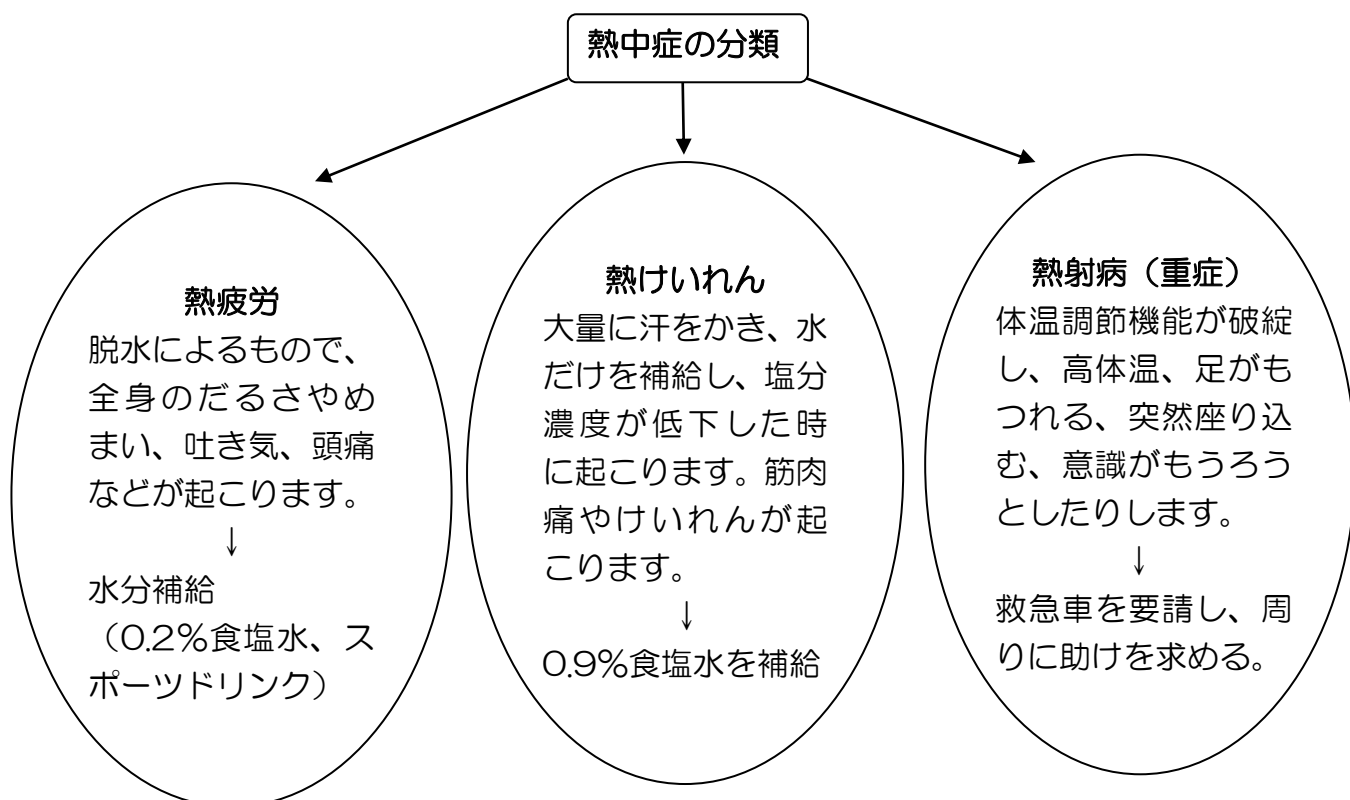 熱中症の分類
熱疲労
脱水によるもので、
全身のだるさやめ
まい、吐き気、頭痛
などが起こります。
↓
水分補給
（0.2％食塩水、ス
ポーツドリンク）
熱けいれん
大量に汗をかき、水
だけを補給し、塩分
濃度が低下した時
に起こります。筋肉
痛やけいれんが起
こります。
↓
0.9％食塩水を補給
熱射病（重症）
体温調節機能が破綻
し、高体温、足がも
つれる、突然座り込
む、意識がもうろう
としたりします。
↓
救急車を要請し、周
りに助けを求める。